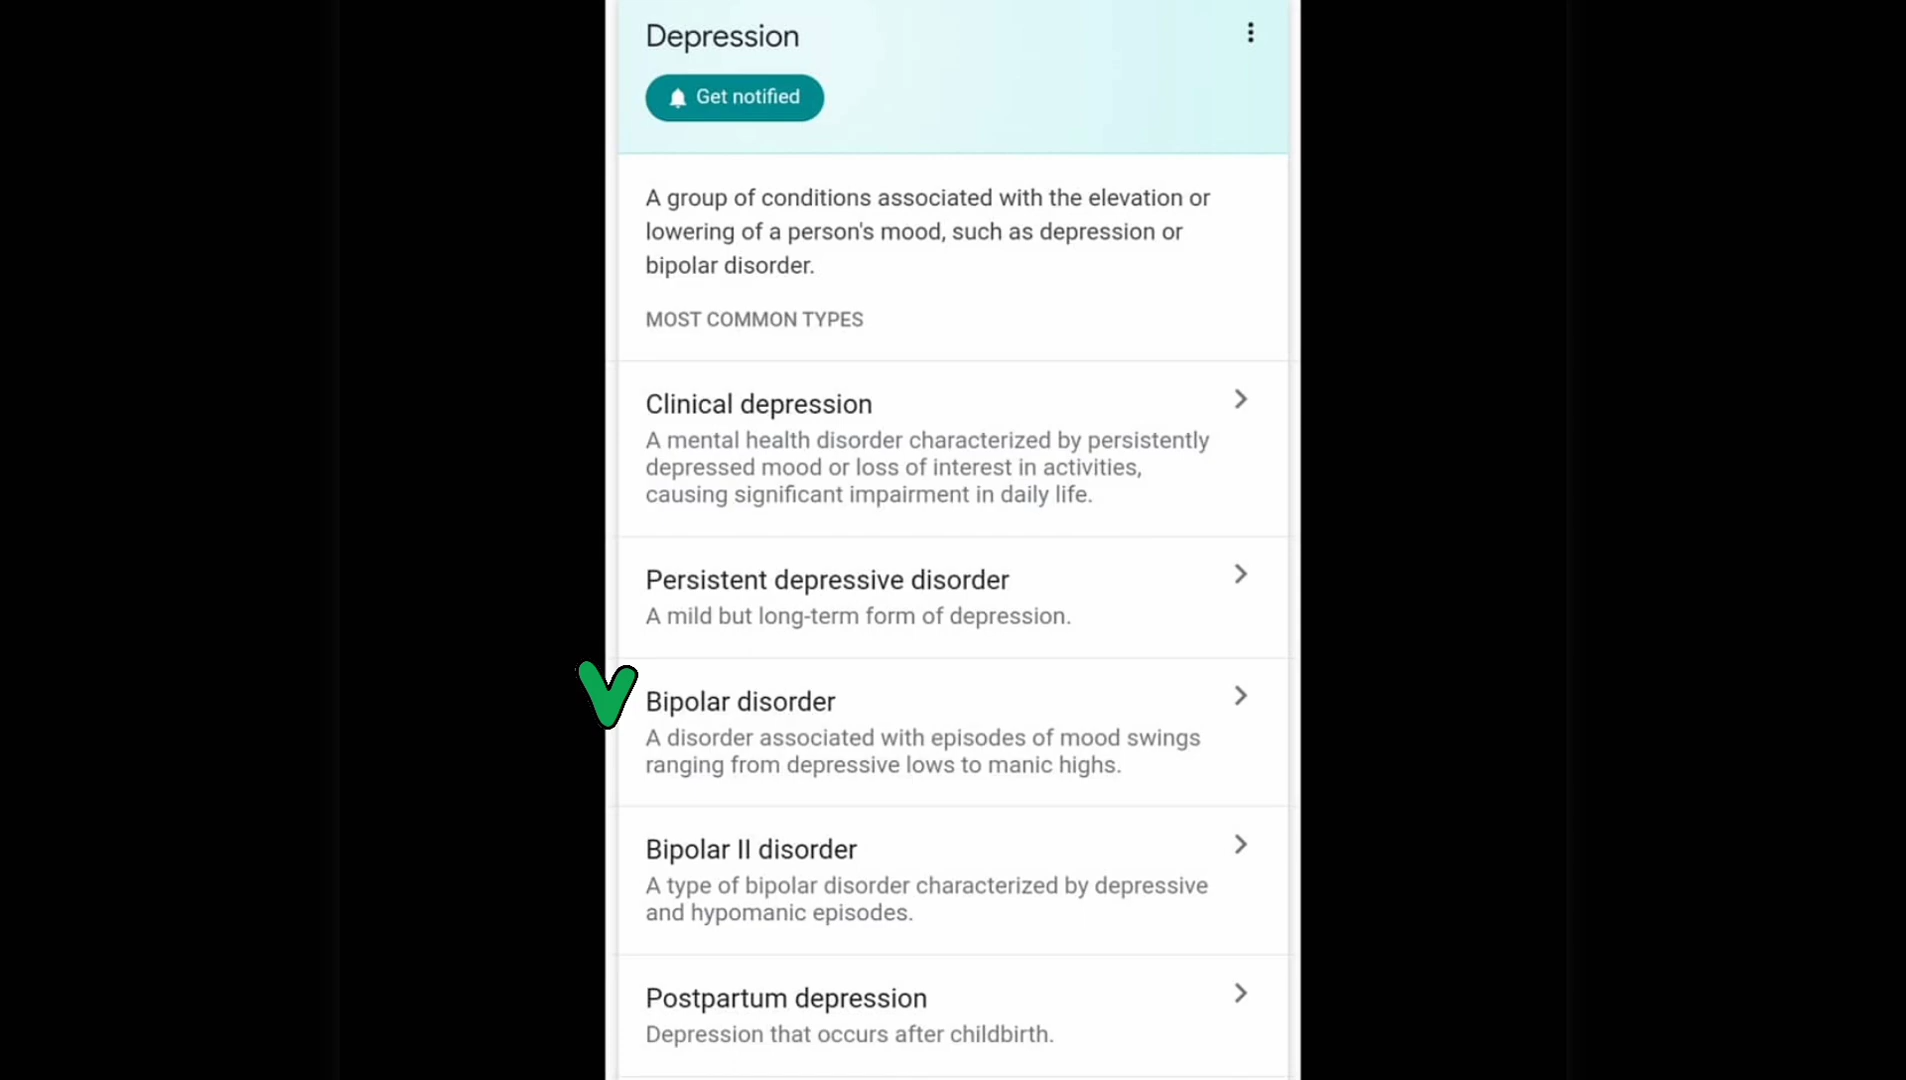 Depression
Get notified
A group of conditions associated with the elevation or
lowering of a person's mood, such as depression or
bipolar disorder.
MOST COMMON TYPES
Clinical depression
A mental health disorder characterized by persistently
depressed mood or loss of interest in activities,
causing significant impairment in daily life.
Persistent depressive disorder
A mild but long-term form of depression.
Bipolar disorder
A disorder associated with episodes of mood swings
ranging from depressive lows to manic highs.
Bipolar II disorder
A type of bipolar disorder characterized by depressive
and hypomanic episodes.
Postpartum depression
Depression that occurs after childbirth.